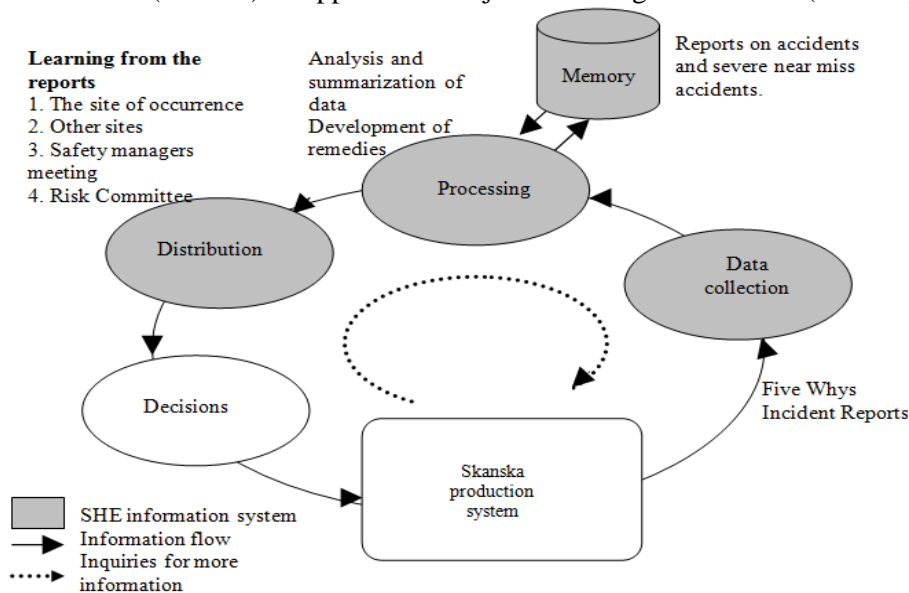 Learning from the
reports
1. The site of occurrence
2. Other sites
3. Safety managers
meeting
4. Risk Committee
Analysis and
summarization of
data
Development of
remedies
Memory
Reports on accidents
and severe near miss
accidents.
Processing
Distribution
Data
collection
Decisions
Five Whys
Incident Reports
Skanska
production
system
SHE information system
Information flow
Inquiries for more
information